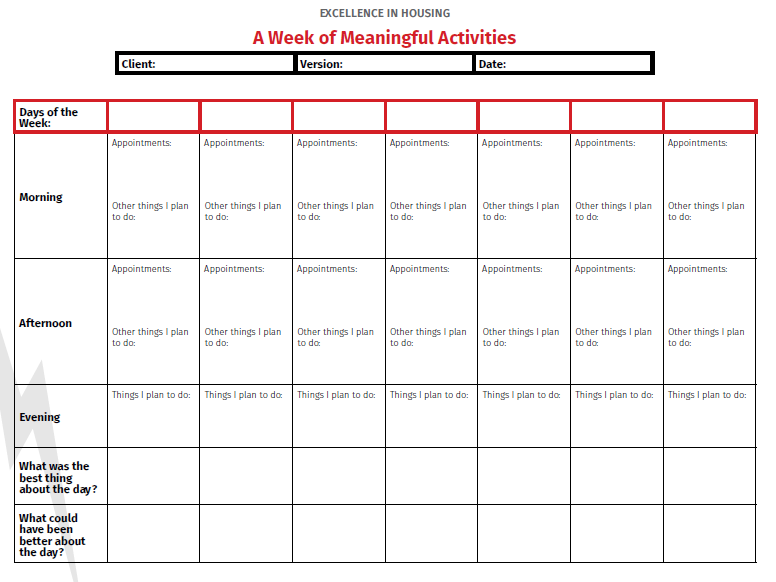 EXCELLENCE IN HOUSING
A Week of Meaningful Activities
Client: Version: Date:
Days of the
Week:
Morning
Appointments: Appointments: Appointments: Appointments: Appointments: Appointments: Appointments:
Other things I plan Other things I plan Other things I plan Other things I plan Other things I plan Other things I plan Other things I plan
to do: to do: to do: to do: to do: to do: to do:
Afternoon
Appointments: Appointments: Appointments: Appointments: Appointments: Appointments: Appointments:
Other things I plan Other things I plan Other things I plan Other things I plan Other things I plan Other things I plan Other things I plan
to do: to do: to do: to do: to do: to do: to do:
Evening
Things I plan to do: Things I plan to do: Things I plan to do: Things I plan to do: Things I plan to do: Things I plan to do: Things I plan to do:
What was the
best thing
about the day?
What could
have been
better about
the day?